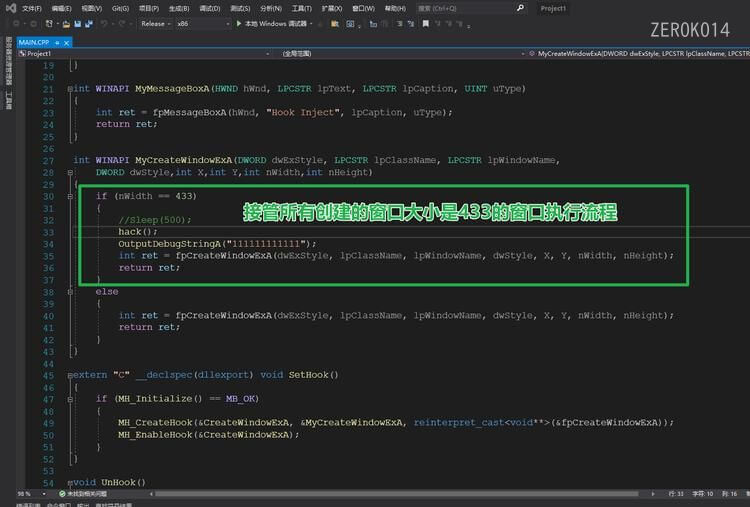 文件(F) 编辑(E) 视图(V) Git(G) 项目(P) 生成(B) 调试(D) 测试(S) 分析(N) 工具(T) 扩展(X) 窗口(W) 帮助(H) 搜索 (Ctrl+Q) Project1
Release x86 本地 Windows 调试器
ZEROK014
MAIN.CPP
Project1 (全局范围) MyCreateWindowExA(DWORD dwExStyle, LPCSTR lpClassName, LPCSTR
19 }
20
21 int WINAPI MyMessageBoxA(HWND hWnd, LPCSTR lpText, LPCSTR lpCaption, UINT uType)
22 {
23 int ret = fpMessageBoxA(hWnd, "Hook Inject", lpCaption, uType);
24 return ret;
25 }
26
27 int WINAPI MyCreateWindowExA(DWORD dwExStyle, LPCSTR lpClassName, LPCSTR lpWindowName,
28 DWORD dwStyle,int X,int Y,int nWidth,int nHeight)
29 {
30 if (nWidth == 433)
31 {
接管所有创建的窗口大小是433的窗口执行流程
32 //Sleep(500);
33 hack();
34 OutputDebugStringA("111111111111");
35 int ret = fpCreateWindowExA(dwExStyle, lpClassName, lpWindowName, dwStyle, X, Y, nWidth, nHeight);
36 return ret;
37 }
38 else
39 {
40 int ret = fpCreateWindowExA(dwExStyle, lpClassName, lpWindowName, dwStyle, X, Y, nWidth, nHeight);
41 return ret;
42 }
43 }
44
45 extern "C" __declspec(dllexport) void SetHook()
46 {
47 if (MH_Initialize() == MB_OK)
48 {
49 MH_CreateHook(&CreateWindowExA, &MyCreateWindowExA, reinterpret_cast<void**>(&fpCreateWindowExA));
50 MH_EnableHook(&CreateWindowExA);
51 }
52 }
53
54 void UnHook()
98 % 未找到相关问题 行: 33 字符: 10 列: 16